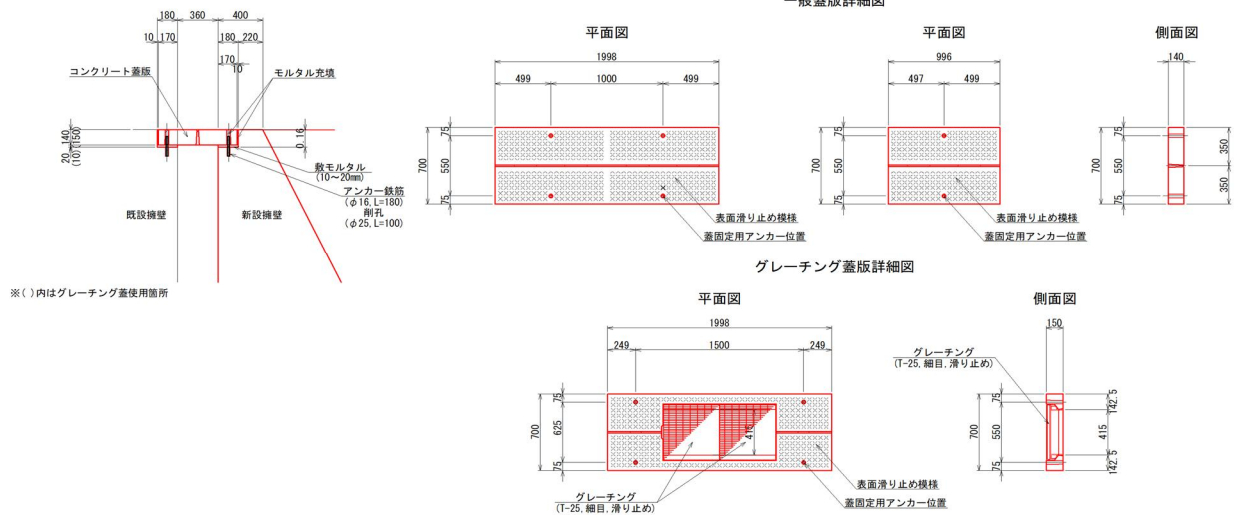 一般蓋版詳細図
180 360 400
10 170 180 220
170
10
コンクリート蓋版
モルタル充填
140
(150)
20
(10)
0.16
敷モルタル
(10～20mm)
アンカー鉄筋
(φ16, L=180)
削孔
(φ25, L=100)
既設擁壁
新設擁壁
※( )内はグレーチング蓋使用箇所
平面図
1998
499 1000 499
700
75
550
75
平面図
996
497 499
700
75
550
75
表面滑り止め模様
蓋固定用アンカー位置
表面滑り止め模様
蓋固定用アンカー位置
側面図
140
700
75
550
75
350
350
グレーチング蓋版詳細図
平面図
1998
249 1500 249
700
75
625
75
415
グレーチング
(T-25, 細目, 滑り止め)
表面滑り止め模様
蓋固定用アンカー位置
側面図
150
グレーチング
(T-25, 細目, 滑り止め)
700
75
550
75
142.5
415
142.5